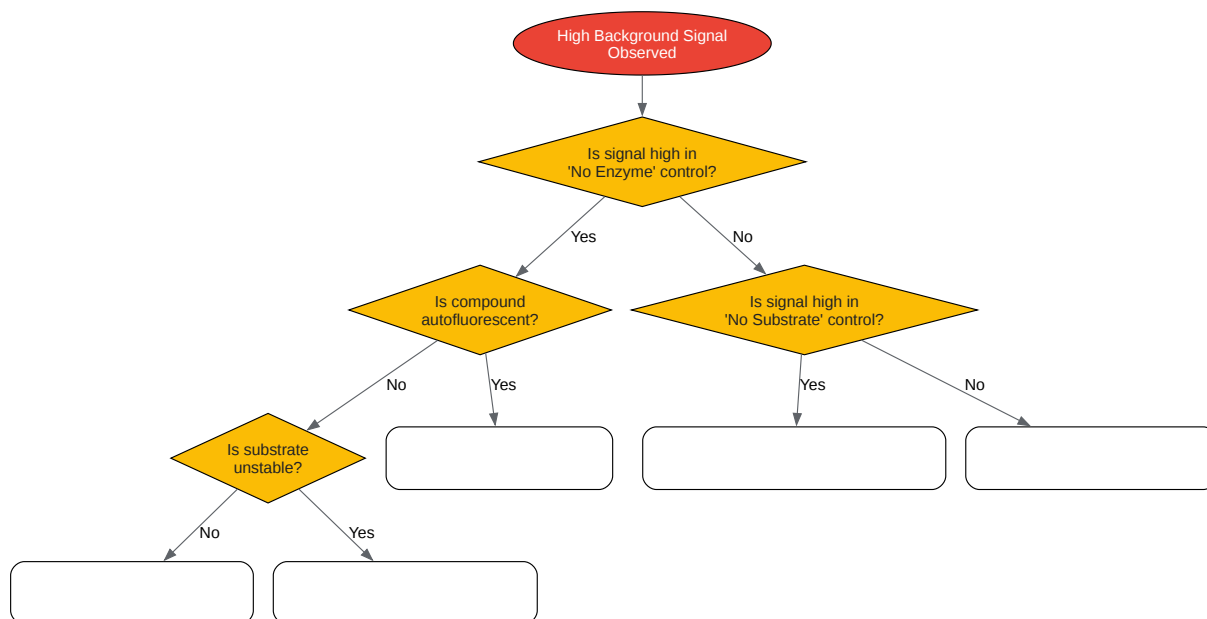 High Background Signal
Observed
Is signal high in
'No Enzyme' control?
Yes
No
Is compound
autofluorescent?
Is signal high in
'No Substrate' control?
No
Yes
Yes
No
Is substrate
unstable?
No
Yes